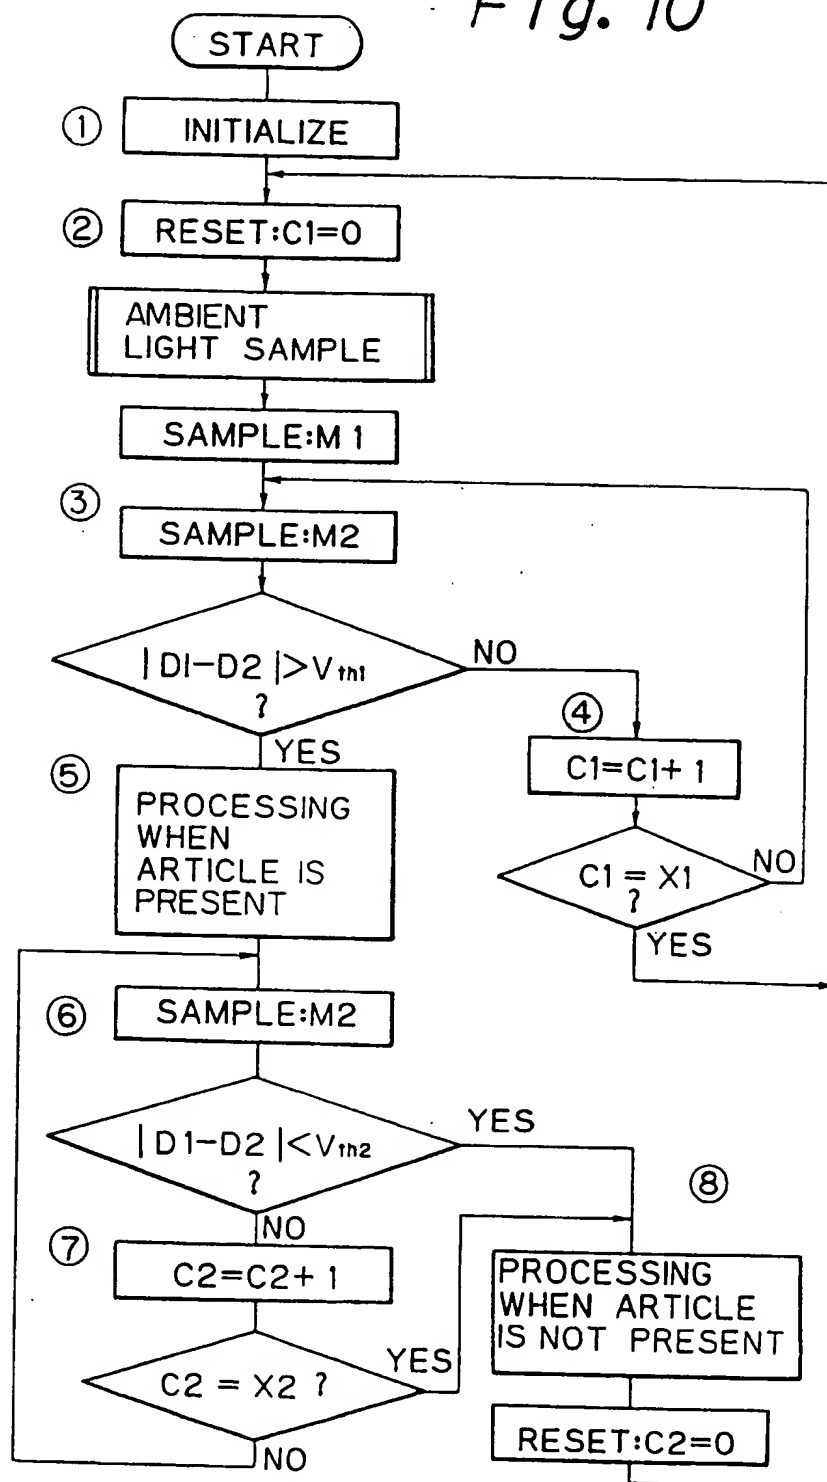 Fig. 10
START
①
INITIALIZE
②
RESET:C1=0
AMBIENT
LIGHT SAMPLE
SAMPLE:M1
③
SAMPLE:M2
|D1-D2|>Vth1
?
NO
YES
④
C1=C1+1
C1=X1
?
NO
YES
⑤
PROCESSING
WHEN
ARTICLE IS
PRESENT
⑥
SAMPLE:M2
|D1-D2|<Vth2
?
YES
NO
⑦
C2=C2+1
C2=X2 ?
YES
NO
⑧
PROCESSING
WHEN ARTICLE
IS NOT PRESENT
RESET:C2=0